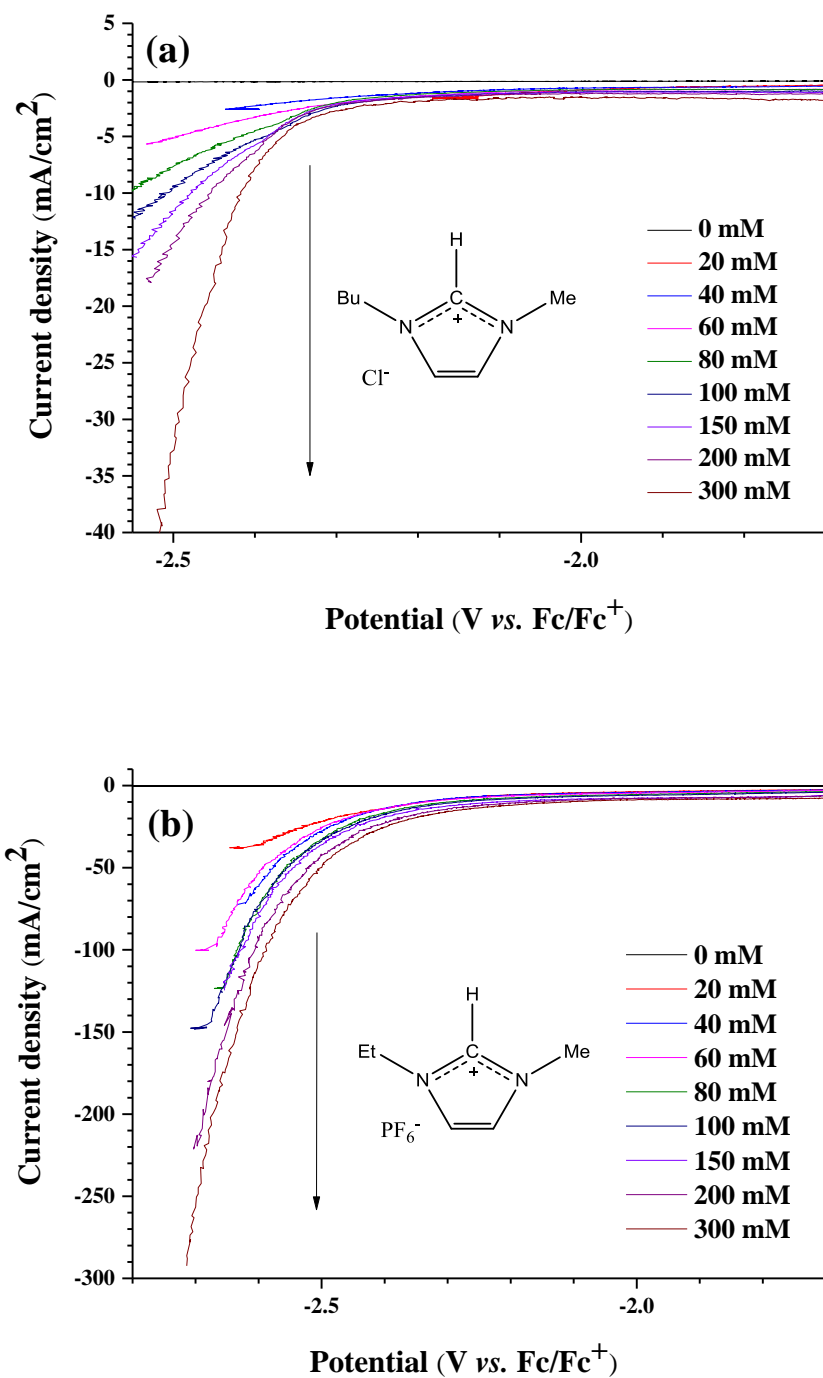 (a)
5
0
-5
-10
-15
-20
-25
-30
-35
-40
Current density (mA/cm²)
H
Bu
Me
N
N
+
Cl⁻
0 mM
20 mM
40 mM
60 mM
80 mM
100 mM
150 mM
200 mM
300 mM
-2.5
-2.0
Potential (V vs. Fc/Fc⁺)
(b)
0
-50
-100
-150
-200
-250
-300
Current density (mA/cm²)
H
Et
Me
N
N
+
PF₆⁻
0 mM
20 mM
40 mM
60 mM
80 mM
100 mM
150 mM
200 mM
300 mM
-2.5
-2.0
Potential (V vs. Fc/Fc⁺)